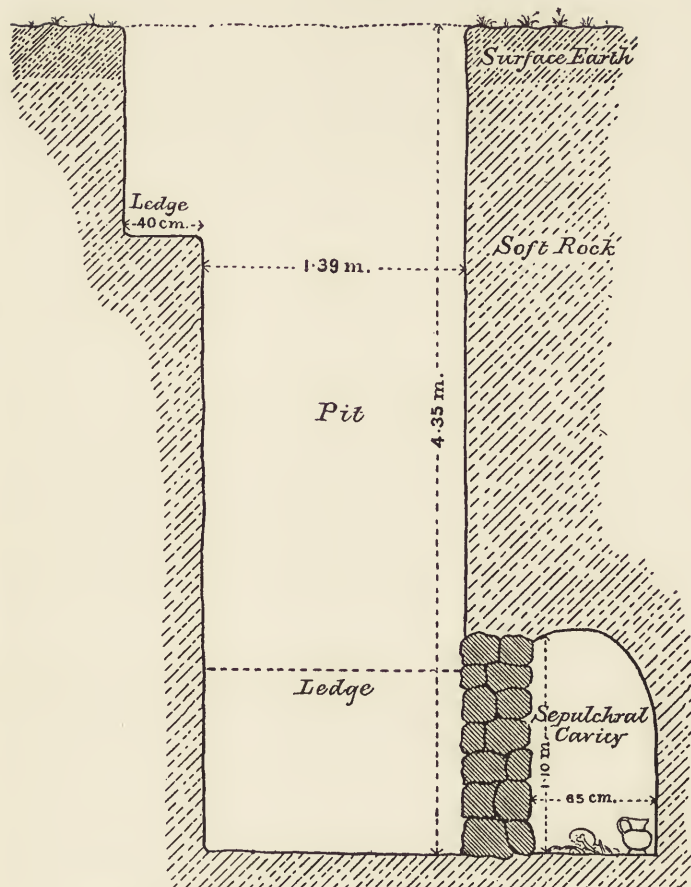 Surface Earth
Ledge
40 cm.
Soft Rock
1·39 m.
Pit
4·35 m.
Ledge
Sepulchral
Cavity
1·10 m.
65 cm.